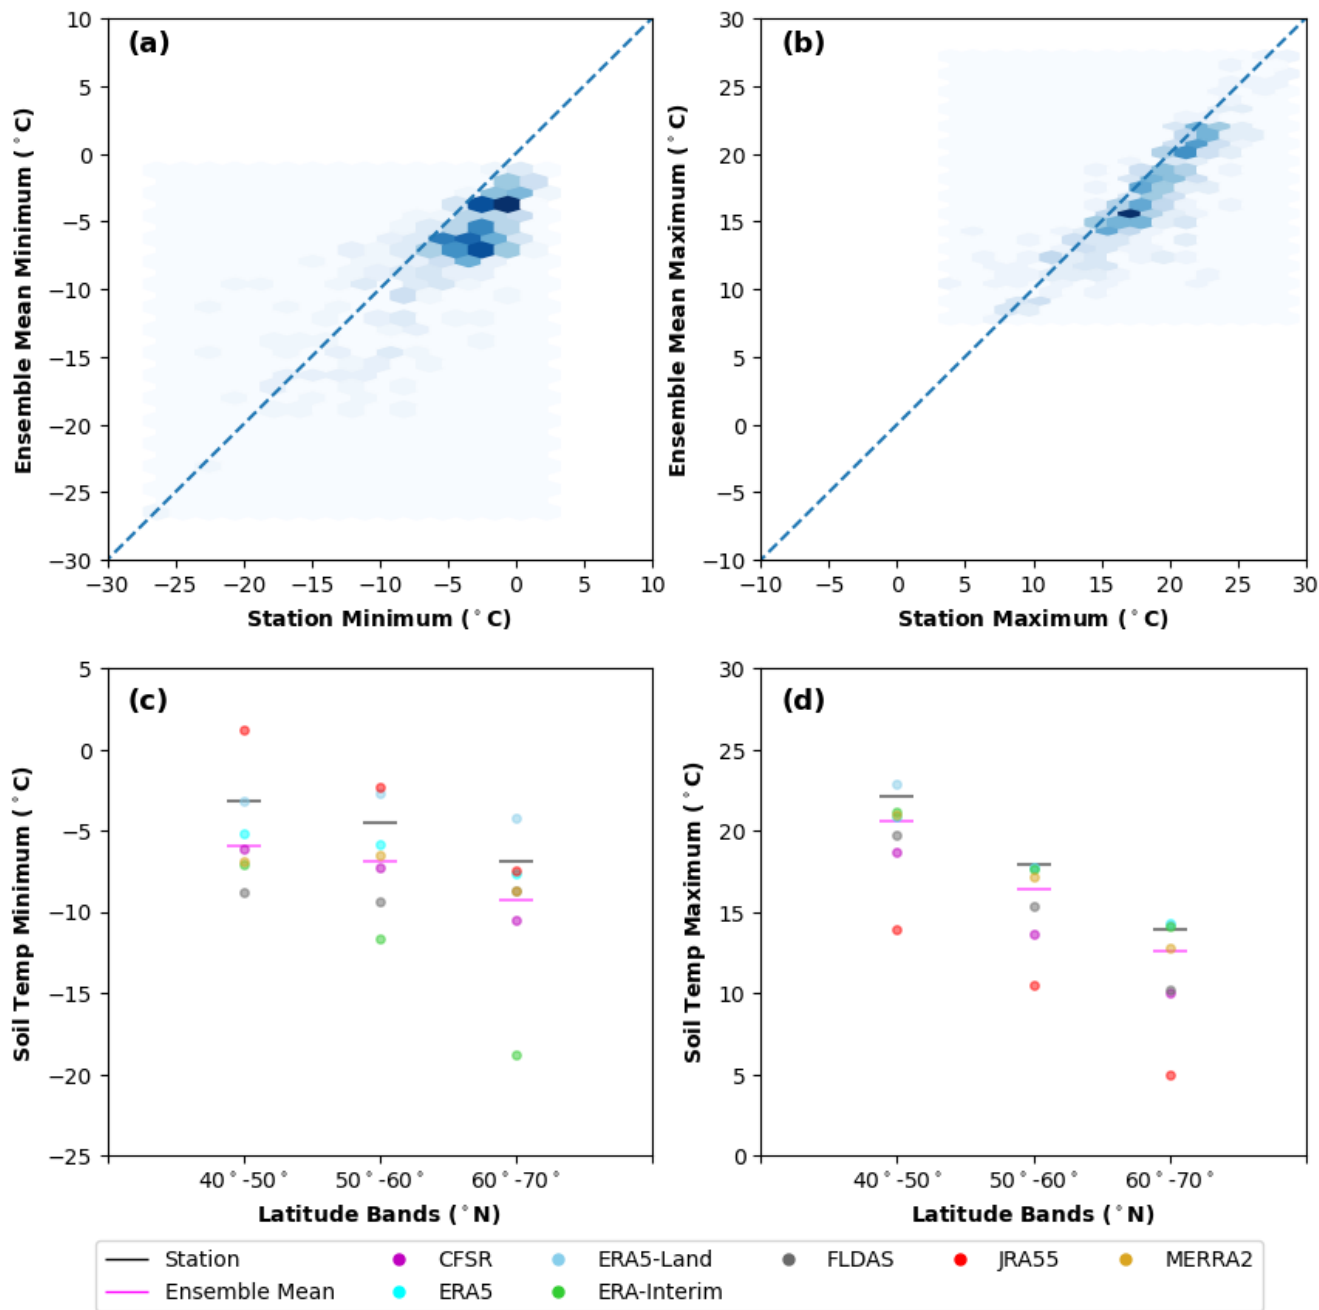 (a)
10
5
0
−5
−10
−15
−20
−25
−30
Ensemble Mean Minimum (°C)
−30 −25 −20 −15 −10 −5 0 5 10
Station Minimum (°C)
(b)
30
25
20
15
10
5
0
−5
−10
Ensemble Mean Maximum (°C)
−10 −5 0 5 10 15 20 25 30
Station Maximum (°C)
(c)
5
0
−5
−10
−15
−20
−25
Soil Temp Minimum (°C)
40°-50° 50°-60° 60°-70°
Latitude Bands (°N)
(d)
30
25
20
15
10
5
0
Soil Temp Maximum (°C)
40°-50° 50°-60° 60°-70°
Latitude Bands (°N)
Station CFSR ERA5-Land FLDAS JRA55 MERRA2
Ensemble Mean ERA5 ERA-Interim